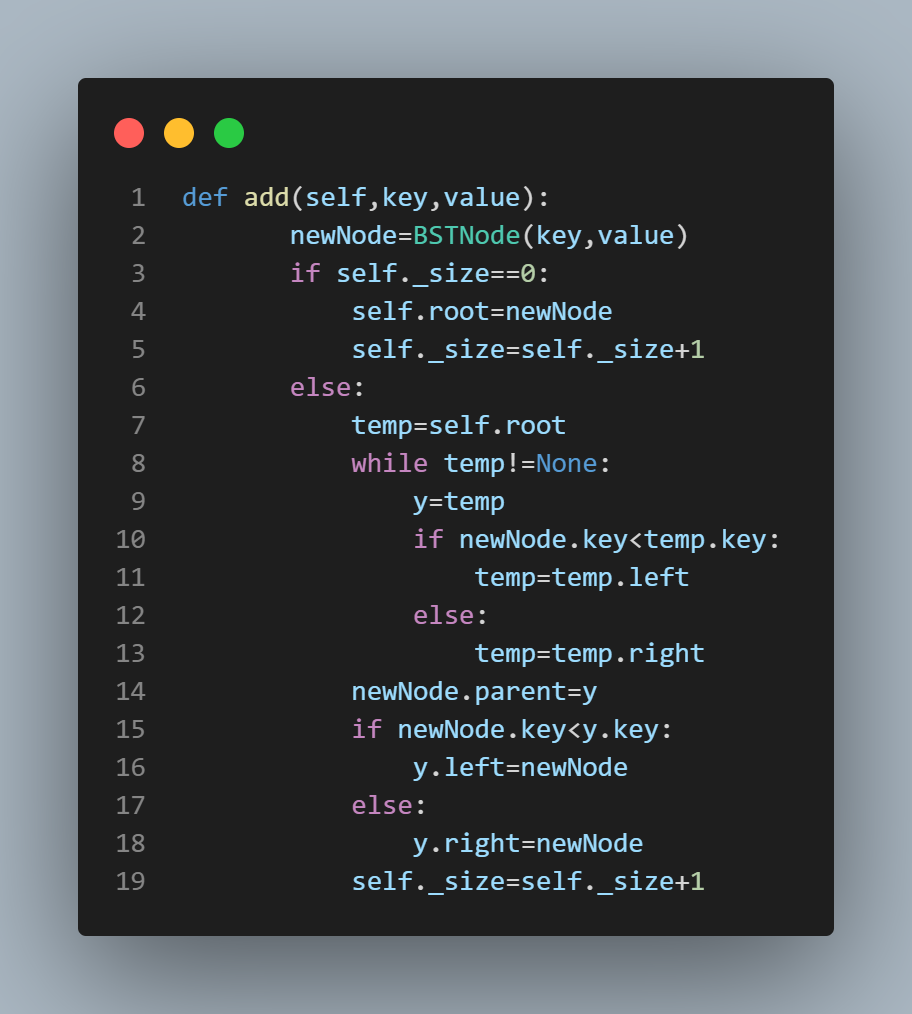 1 def add(self,key,value):
2        newNode=BSTNode(key,value)
3        if self._size==0:
4            self.root=newNode
5            self._size=self._size+1
6        else:
7            temp=self.root
8            while temp!=None:
9                y=temp
10                if newNode.key<temp.key:
11                    temp=temp.left
12                else:
13                    temp=temp.right
14            newNode.parent=y
15            if newNode.key<y.key:
16                y.left=newNode
17            else:
18                y.right=newNode
19            self._size=self._size+1